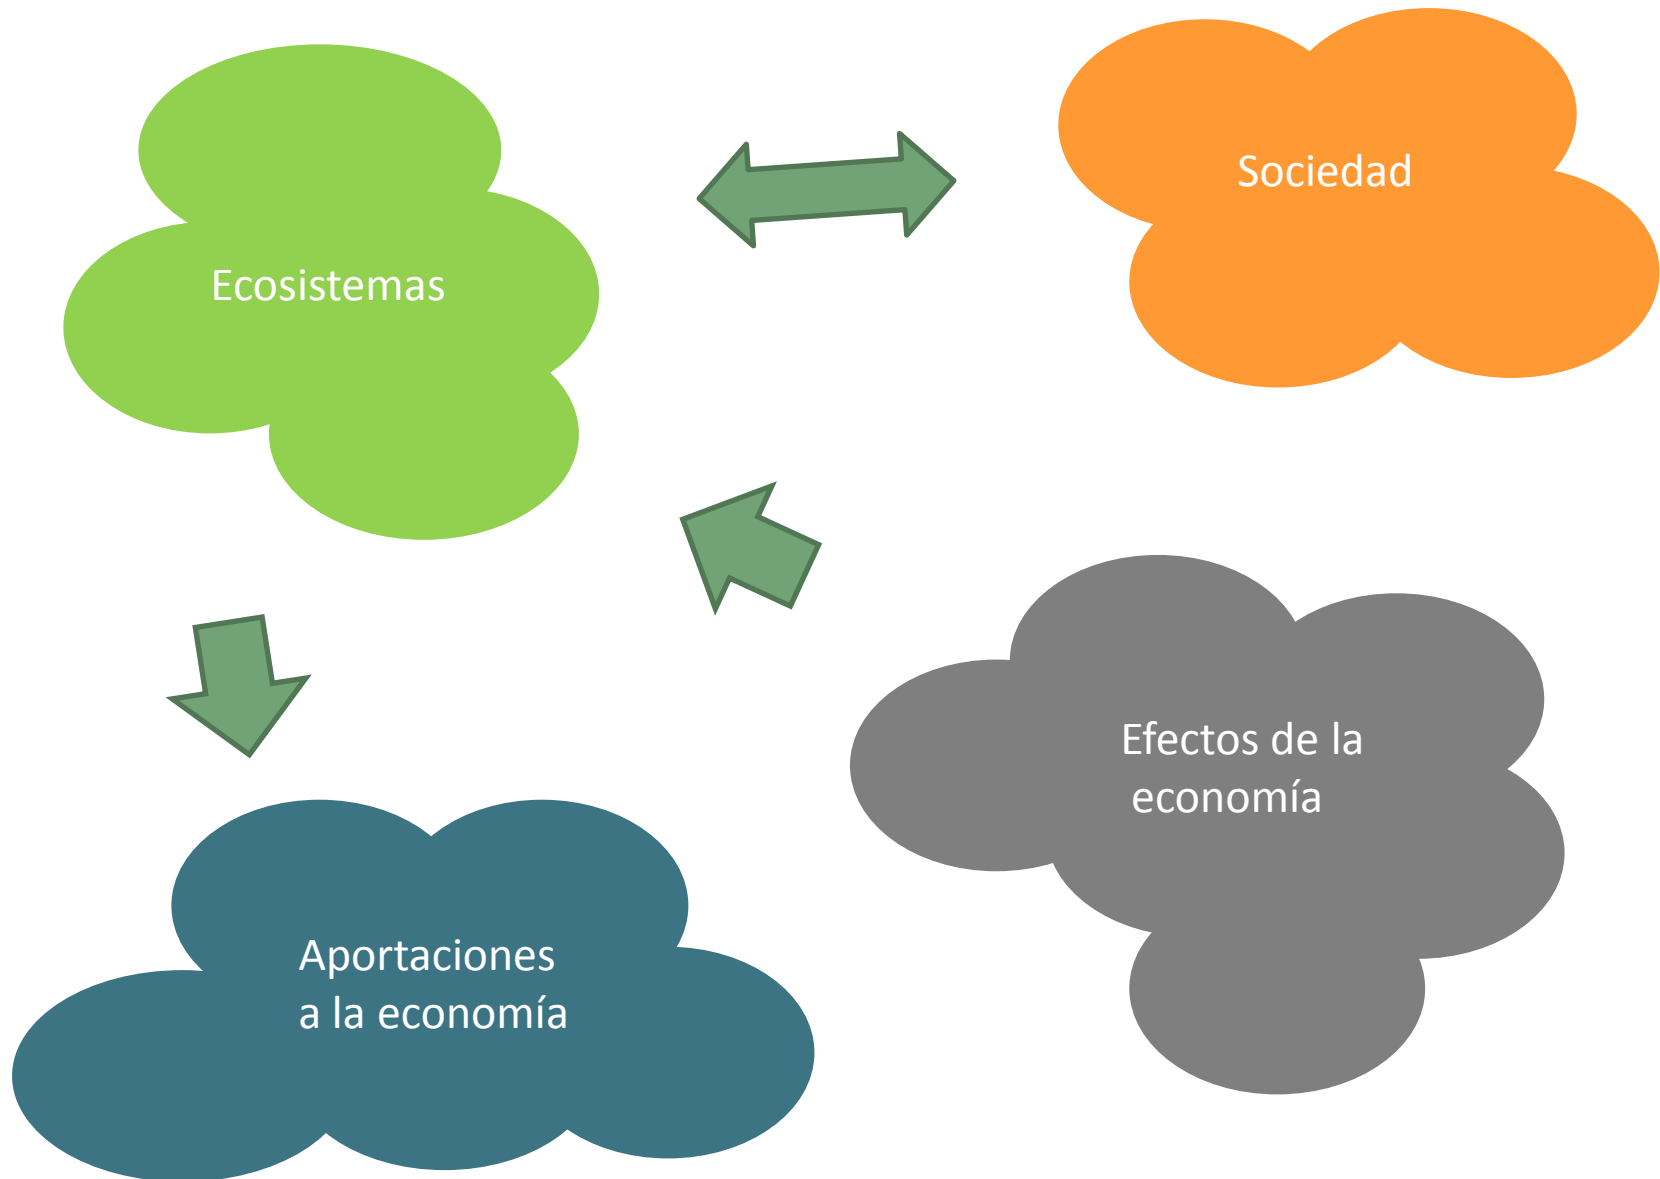 Sociedad
Ecosistemas
Efectos de la
economía
Aportaciones
a la economía